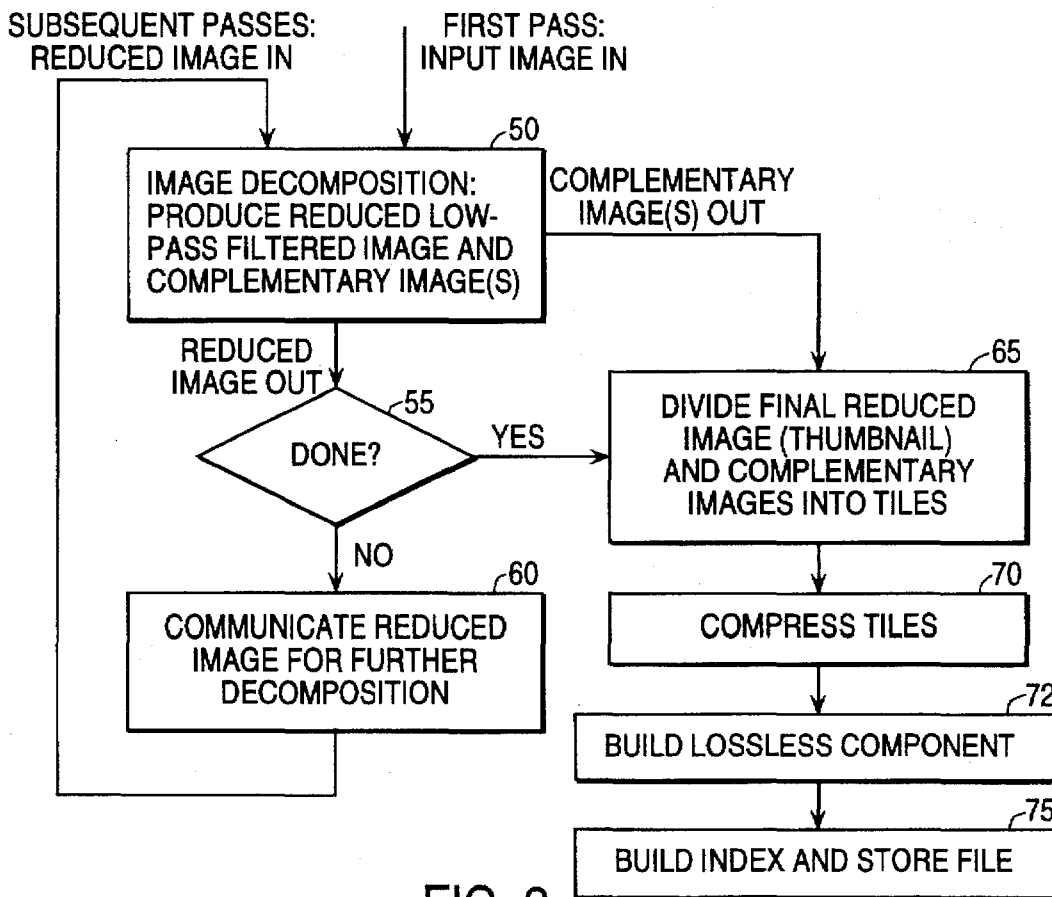 SUBSEQUENT PASSES:
REDUCED IMAGE IN
FIRST PASS:
INPUT IMAGE IN
50
IMAGE DECOMPOSITION:
PRODUCE REDUCED LOW-
PASS FILTERED IMAGE AND
COMPLEMENTARY IMAGE(S)
COMPLEMENTARY
IMAGE(S) OUT
REDUCED
IMAGE OUT
55
DONE?
YES
NO
65
DIVIDE FINAL REDUCED
IMAGE (THUMBNAIL)
AND COMPLEMENTARY
IMAGES INTO TILES
60
COMMUNICATE REDUCED
IMAGE FOR FURTHER
DECOMPOSITION
70
COMPRESS TILES
72
BUILD LOSSLESS COMPONENT
75
BUILD INDEX AND STORE FILE
FIG.